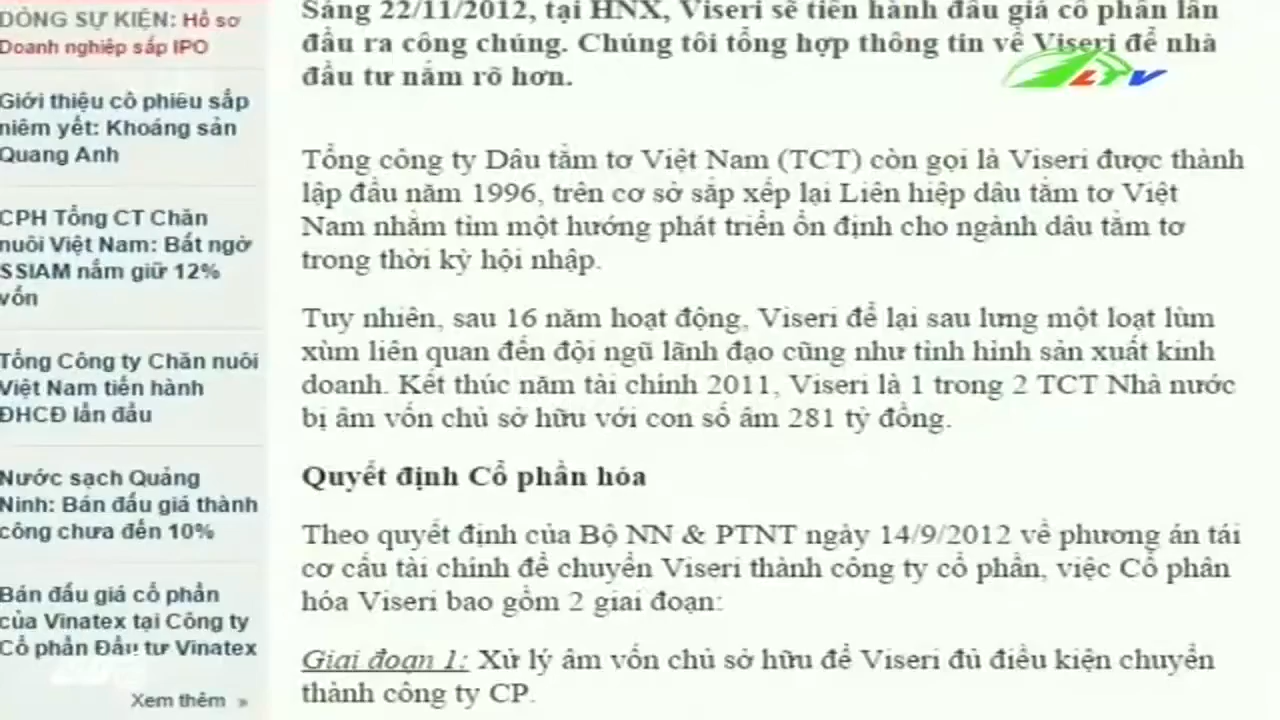 DÒNG SỰ KIỆN: Hồ sơ
Doanh nghiệp sắp IPO
Giới thiệu cổ phiếu sắp
niêm yết: Khoáng sản
Quang Anh
CPH Tổng CT Chăn
nuôi Việt Nam: Bất ngờ
SSIAM nắm giữ 12%
vốn
Tổng Công ty Chăn nuôi
Việt Nam tiến hành
ĐHCĐ lần đầu
Nước sạch Quảng
Ninh: Bán đấu giá thành
công chưa đến 10%
Bán đấu giá cổ phần
của Vinatex tại Công ty
Cổ phần Đầu tư Vinatex
Xem thêm »
Sáng 22/11/2012, tại HNX, Viseri sẽ tiến hành đấu giá cổ phần lần
đầu ra công chúng. Chúng tôi tổng hợp thông tin về Viseri để nhà
đầu tư nắm rõ hơn.
LTV
Tổng công ty Dâu tằm tơ Việt Nam (TCT) còn gọi là Viseri được thành
lập đầu năm 1996, trên cơ sở sắp xếp lại Liên hiệp dâu tằm tơ Việt
Nam nhằm tìm một hướng phát triển ổn định cho ngành dâu tằm tơ
trong thời kỳ hội nhập.
Tuy nhiên, sau 16 năm hoạt động, Viseri để lại sau lưng một loạt lùm
xùm liên quan đến đội ngũ lãnh đạo cũng như tình hình sản xuất kinh
doanh. Kết thúc năm tài chính 2011, Viseri là 1 trong 2 TCT Nhà nước
bị âm vốn chủ sở hữu với con số âm 281 tỷ đồng.
Quyết định Cổ phần hóa
Theo quyết định của Bộ NN & PTNT ngày 14/9/2012 về phương án tái
cơ cấu tài chính để chuyển Viseri thành công ty cổ phần, việc Cổ phần
hóa Viseri bao gồm 2 giai đoạn:
Giai đoạn 1: Xử lý âm vốn chủ sở hữu để Viseri đủ điều kiện chuyển
thành công ty CP.